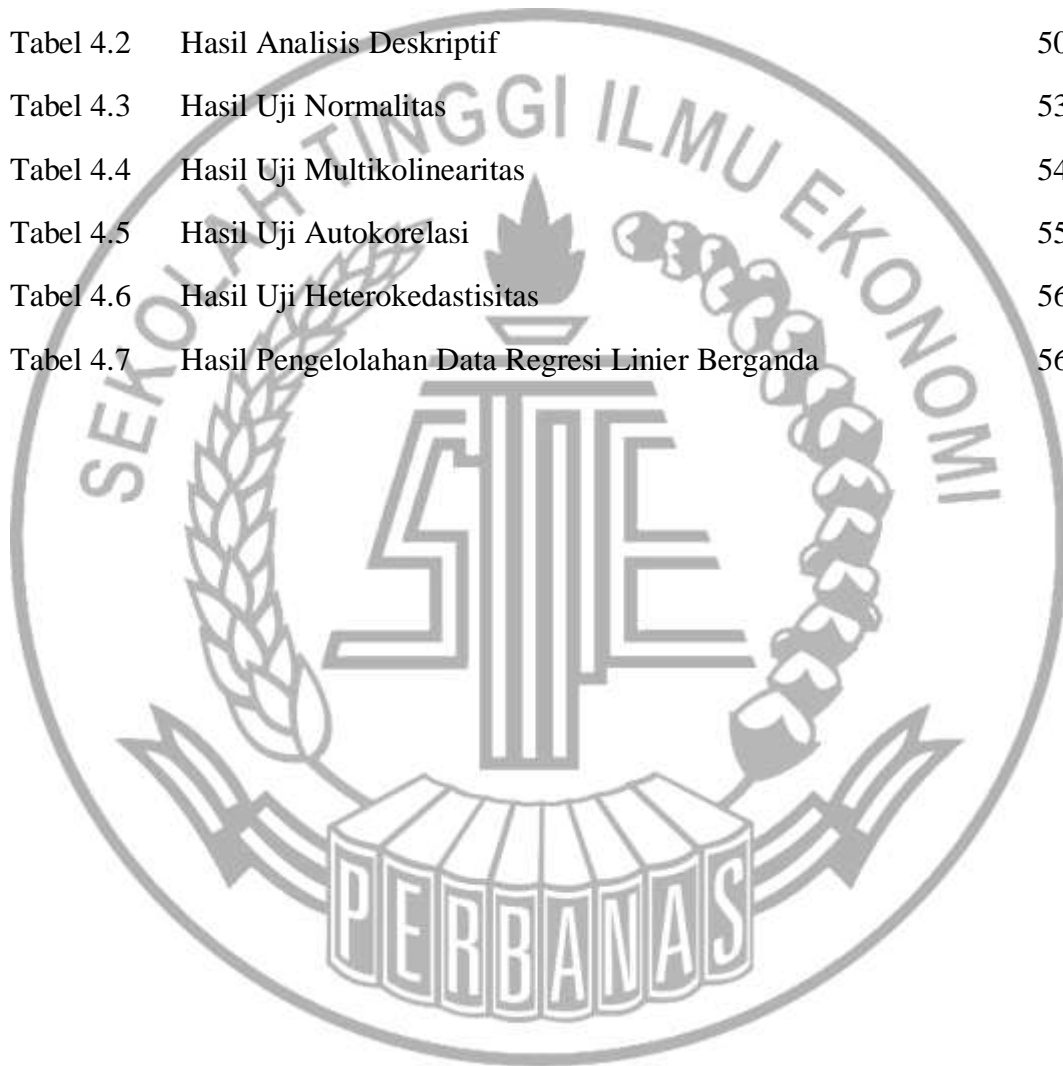 Tabel 4.2 Hasil Analisis Deskriptif 50
Tabel 4.3 Hasil Uji Normalitas 53
Tabel 4.4 Hasil Uji Multikolinearitas 54
Tabel 4.5 Hasil Uji Autokorelasi 55
Tabel 4.6 Hasil Uji Heterokedastisitas 56
Tabel 4.7 Hasil Pengelolahan Data Regresi Linier Berganda 56
SEKOLAH TINGGI ILMU EKONOMI
STIE
PERBANAS